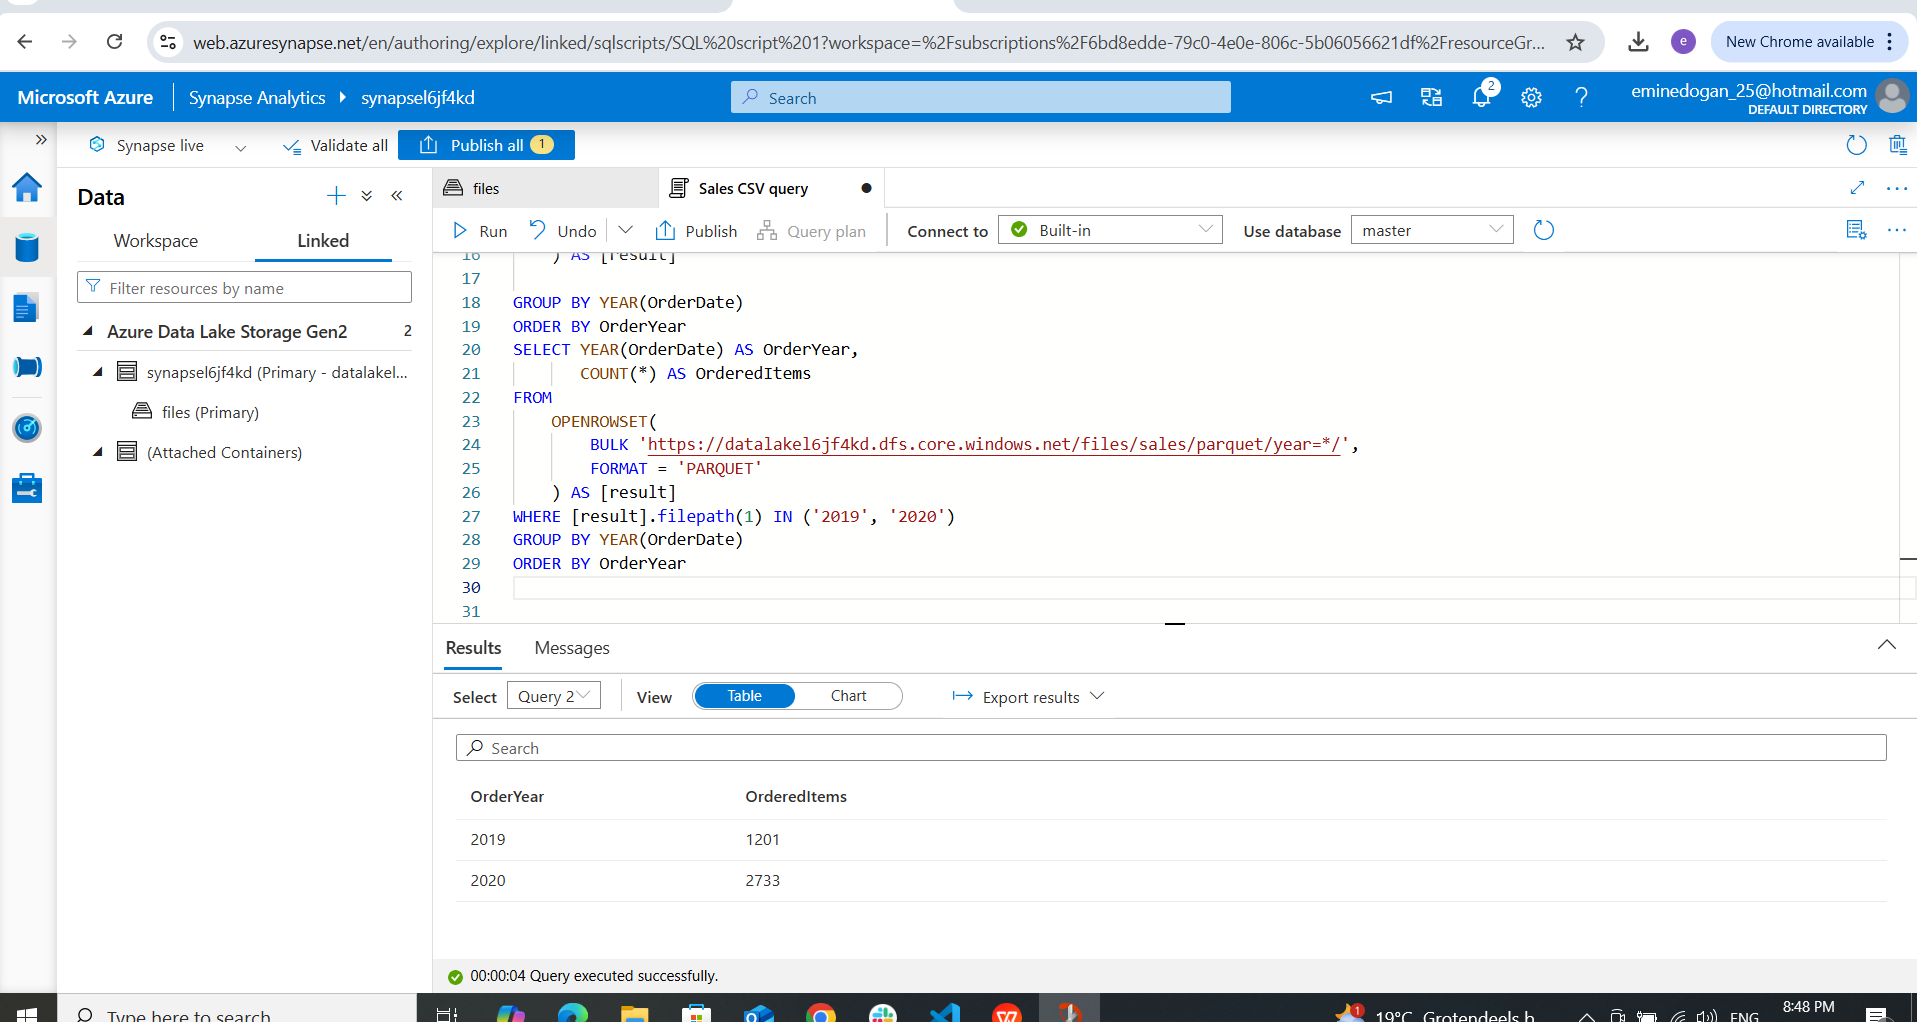 web.azuresynapse.net/en/authoring/explore/linked/sqlscripts/SQL%20script%201?workspace=%2Fsubscriptions%2F6bd8edde-79c0-4e0e-806c-5b06056621df%2FresourceGr...
e
New Chrome available
Microsoft Azure
Synapse Analytics
synapsel6jf4kd
Search
2
eminedogan_25@hotmail.com
DEFAULT DIRECTORY
Synapse live
Validate all
Publish all 1
Data
Workspace
Linked
Filter resources by name
Azure Data Lake Storage Gen2 2
synapsel6jf4kd (Primary - datalakel...
files (Primary)
(Attached Containers)
files
Sales CSV query
Run
Undo
Publish
Query plan
Connect to
Built-in
Use database
master
16 ) AS [result]
17
18 GROUP BY YEAR(OrderDate)
19 ORDER BY OrderYear
20 SELECT YEAR(OrderDate) AS OrderYear,
21 COUNT(*) AS OrderedItems
22 FROM
23 OPENROWSET(
24 BULK 'https://datalakel6jf4kd.dfs.core.windows.net/files/sales/parquet/year=*/',
25 FORMAT = 'PARQUET'
26 ) AS [result]
27 WHERE [result].filepath(1) IN ('2019', '2020')
28 GROUP BY YEAR(OrderDate)
29 ORDER BY OrderYear
30
31
Results
Messages
Select
Query 2
View
Table
Chart
Export results
Search
OrderYear OrderedItems
2019 1201
2020 2733
00:00:04 Query executed successfully.
Type here to search
1
19°C Grotendeels b
ENG
8:48 PM